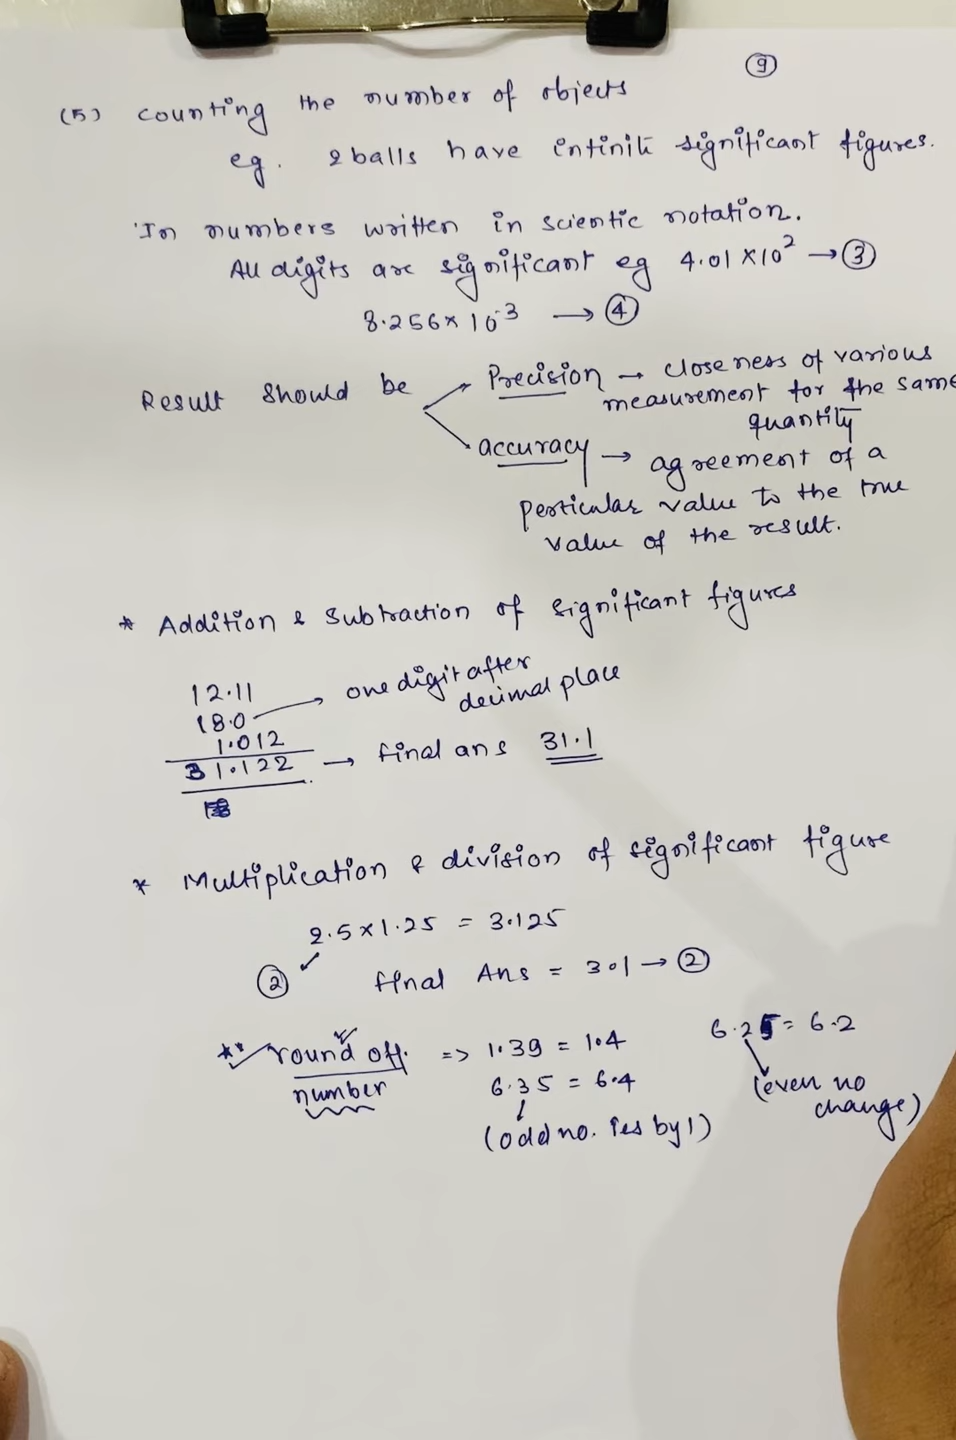 9
(5) counting the number of objects
eg. 2 balls have infinite significant figures.
In numbers written in scientic notation.
All digits are significant eg 4.01 x 10² → 3
8.256 x 10⁻³ → 4
Result should be
Precision → closeness of various
measurement for the same
quantity
accuracy → agreement of a
perticular value to the true
value of the result.
* Addition & Subtraction of significant figures
12.11
18.0 → one digit after
decimal place
1.012
31.122 → final ans 31.1
* Multiplication & division of significant figure
2.5 x 1.25 = 3.125
2 final Ans = 3.1 → 2
** round off. => 1.39 = 1.4
number 6.35 = 6.4
(odd no. ies by 1)
6.25 = 6.2
(even no
change)